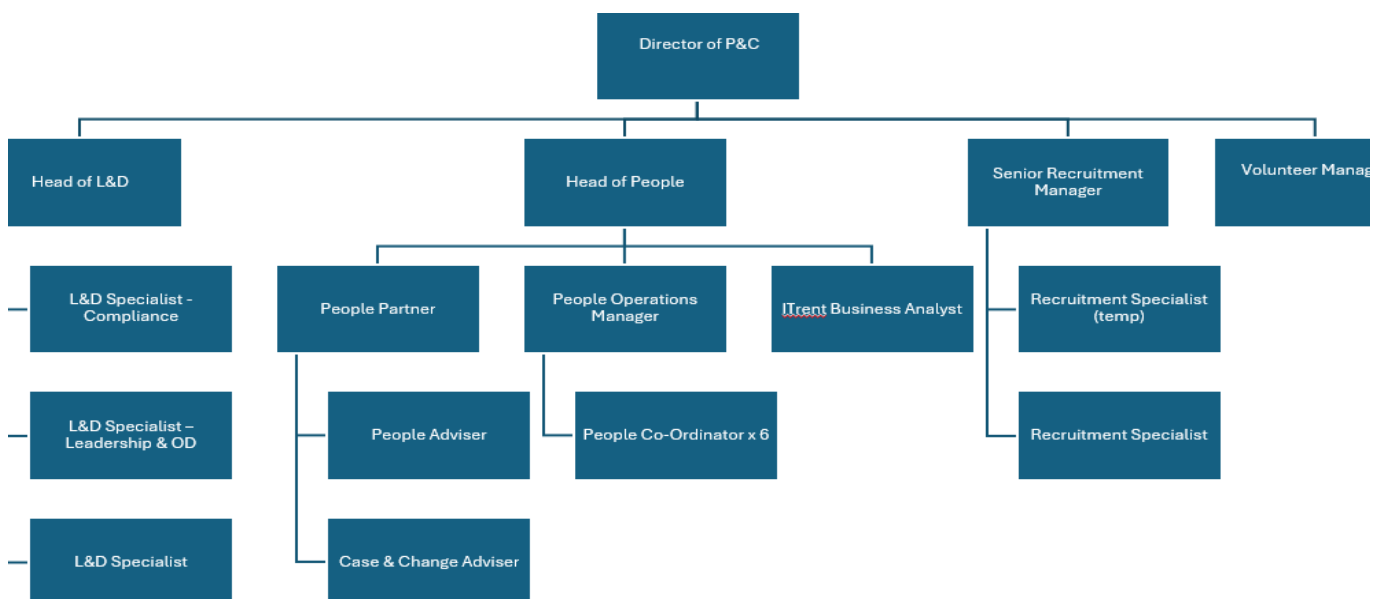 Director of P&C
Head of L&D
Head of People
Senior Recruitment
Manager
Volunteer
L&D Specialist -
Compliance
People Partner
People Operations
Manager
ITrent Business Analyst
Recruitment Specialist
(temp)
L&D Specialist –
Leadership & OD
People Adviser
People Co-Ordinator x 6
Recruitment Specialist
L&D Specialist
Case & Change Adviser